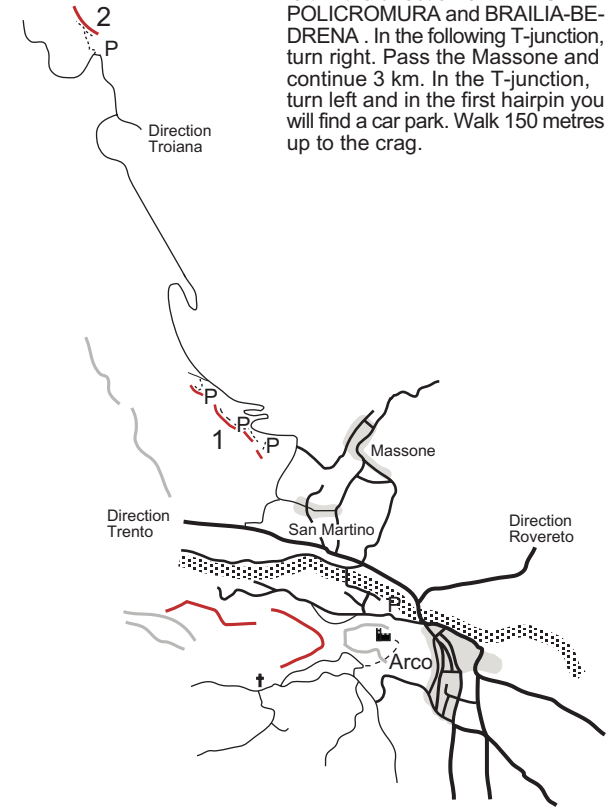 POLICROMURA and BRAILIA-BE-
DRENA . In the following T-junction,
turn right. Pass the Massone and
continue 3 km. In the T-junction,
turn left and in the first hairpin you
will find a car park. Walk 150 metres
up to the crag.
2
P
Direction
Troiana
P
P
1
P
Massone
Direction
Trento
San Martino
Direction
Rovereto
P
Arco